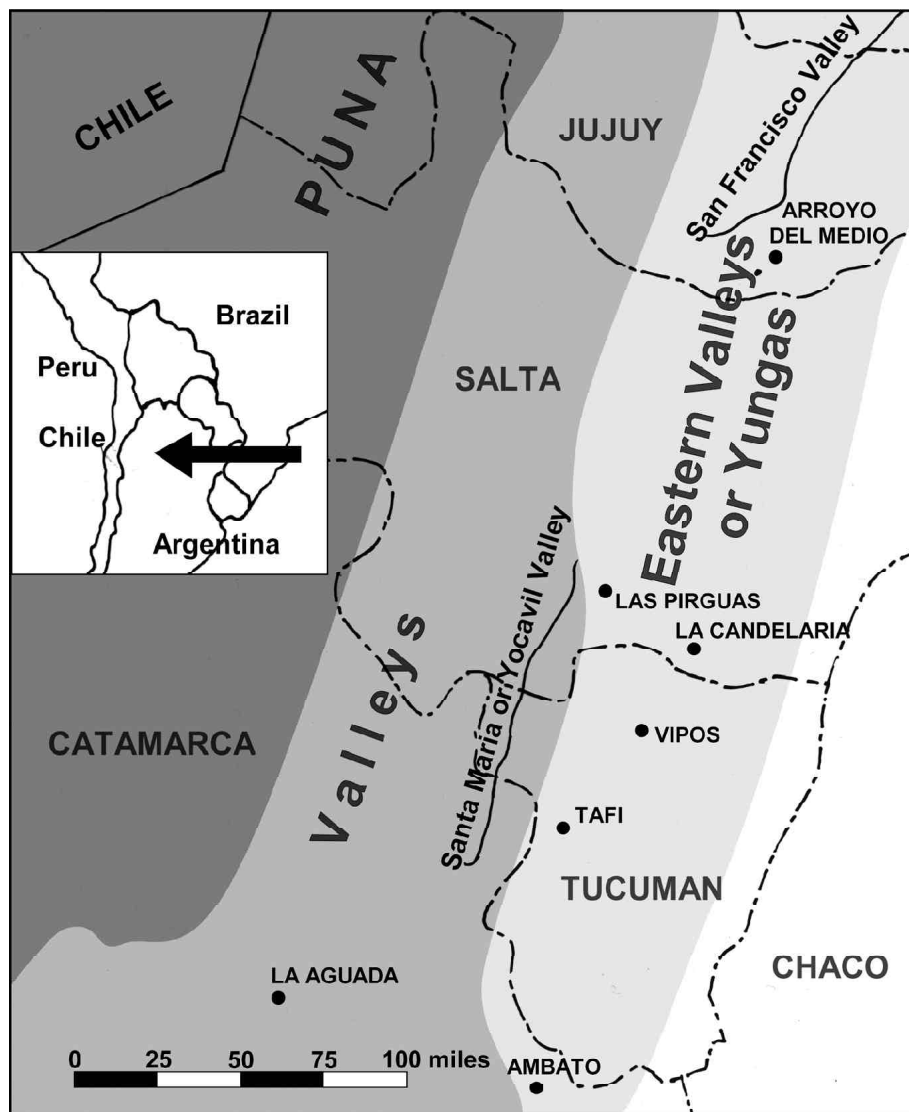 CHILE
PUNA
JUJUY
San Francisco Valley
ARROYO
DEL MEDIO
Brazil
Peru
Chile
Argentina
SALTA
Eastern Valleys
or Yungas
LAS PIRGUAS
LA CANDELARIA
Santa María or Yocavil Valley
Valleys
CATAMARCA
VIPOS
TAFI
TUCUMAN
CHACO
LA AGUADA
0 25 50 75 100 miles
AMBATO